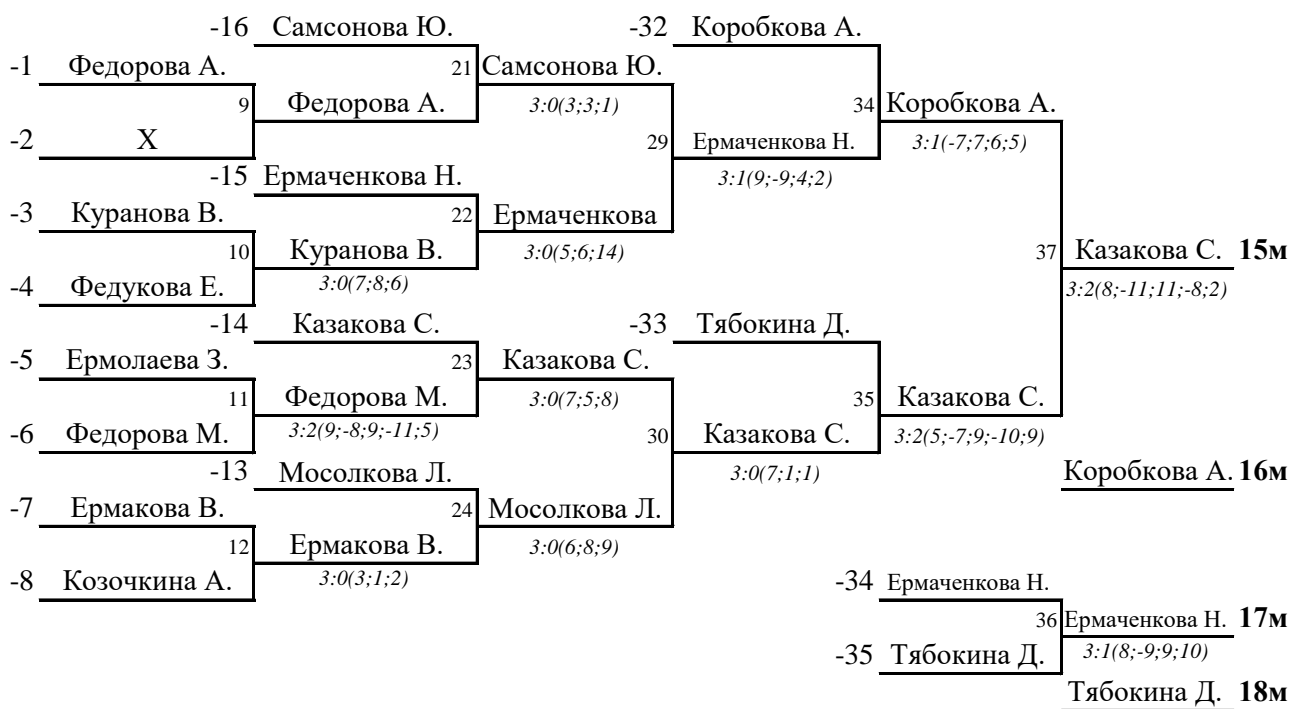 -16 Самсонова Ю. -32 Коробкова А.
-1 Федорова А. 21 Самсонова Ю.
9 Федорова А. 3:0(3;3;1) 34 Коробкова А.
-2 X 29 Ермаченкова Н. 3:1(-7;7;6;5)
-15 Ермаченкова Н. 3:1(9;-9;4;2)
-3 Куранова В. 22 Ермаченкова
10 Куранова В. 3:0(5;6;14) 37 Казакова С. 15м
-4 Федукова Е. 3:0(7;8;6) 3:2(8;-11;11;-8;2)
-14 Казакова С. -33 Тябокина Д.
-5 Ермолаева З. 23 Казакова С.
11 Федорова М. 3:0(7;5;8) 35 Казакова С.
-6 Федорова М. 3:2(9;-8;9;-11;5) 30 Казакова С. 3:2(5;-7;9;-10;9)
-13 Мосолкова Л. 3:0(7;1;1) Коробкова А. 16м
-7 Ермакова В. 24 Мосолкова Л.
12 Ермакова В. 3:0(6;8;9)
-8 Козочкина А. 3:0(3;1;2) -34 Ермаченкова Н.
36 Ермаченкова Н. 17м
-35 Тябокина Д. 3:1(8;-9;9;10)
Тябокина Д. 18м